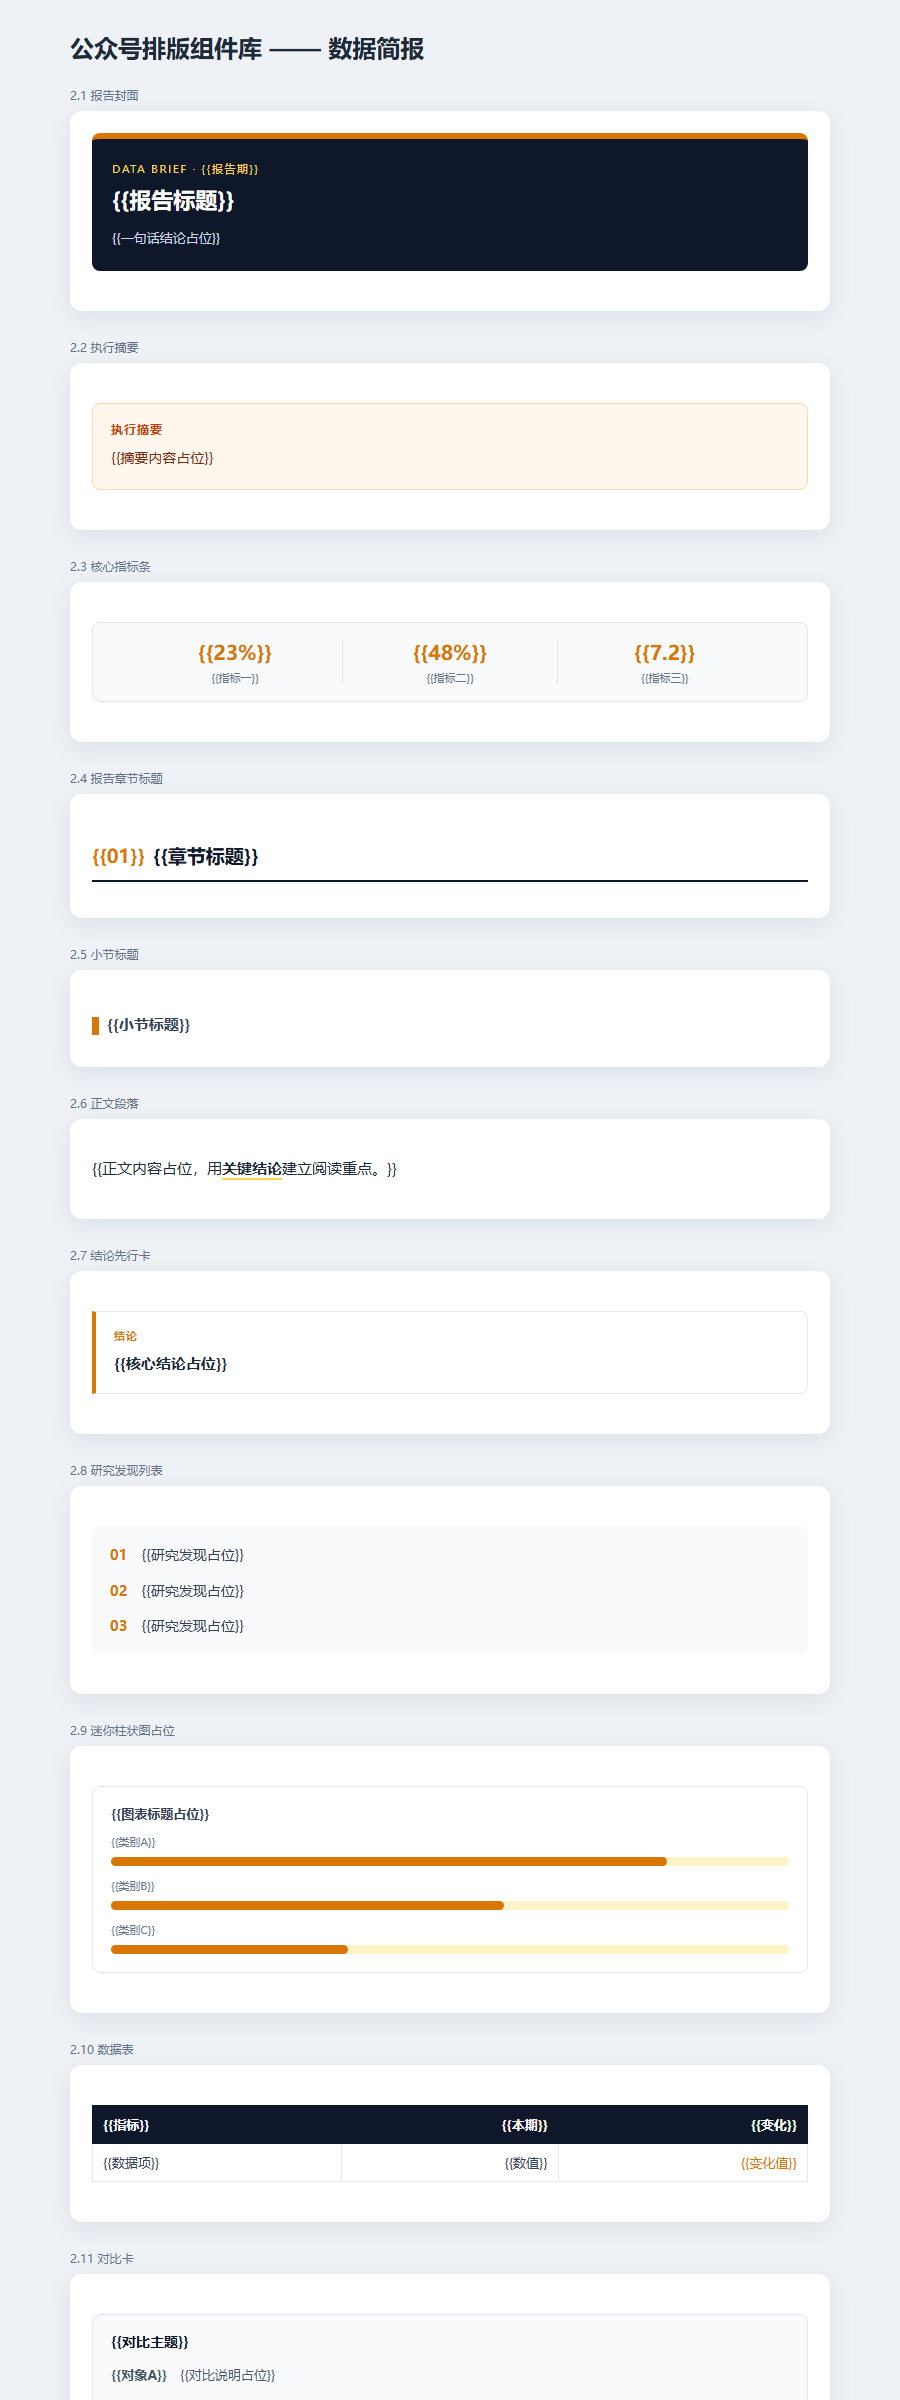 公众号排版组件库 —— 数据简报
2.1 报告封面
DATA BRIEF · {{报告期}}
{{报告标题}}
{{一句话结论占位}}
2.2 执行摘要
执行摘要
{{摘要内容占位}}
2.3 核心指标条
{{23%}} {{48%}} {{7.2}}
{{指标一}} {{指标二}} {{指标三}}
2.4 报告章节标题
{{01}} {{章节标题}}
2.5 小节标题
{{小节标题}}
2.6 正文段落
{{正文内容占位，用关键结论建立阅读重点。}}
2.7 结论先行卡
结论
{{核心结论占位}}
2.8 研究发现列表
01 {{研究发现占位}}
02 {{研究发现占位}}
03 {{研究发现占位}}
2.9 迷你柱状图占位
{{图表标题占位}}
{{类别A}}
{{类别B}}
{{类别C}}
2.10 数据表
{{指标}} {{本期}} {{变化}}
{{数据项}} {{数值}} {{变化值}}
2.11 对比卡
{{对比主题}}
{{对象A}} {{对比说明占位}}